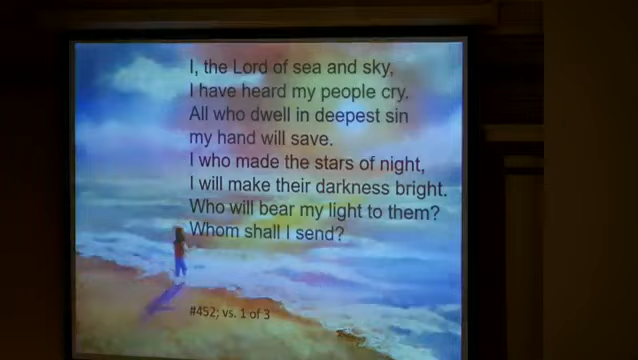 I, the Lord of sea and sky,
I have heard my people cry.
All who dwell in deepest sin
my hand will save.
I who made the stars of night,
I will make their darkness bright.
Who will bear my light to them?
Whom shall I send?
#452; vs. 1 of 3